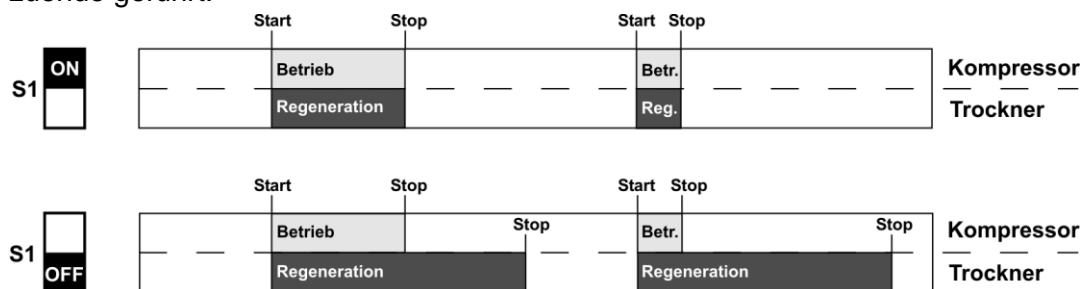 zuende geführt.
Start Stop Start Stop
S1 ON Betrieb Betr. Kompressor
Regeneration Reg. Trockner
Start Stop Start Stop
Stop Stop
S1 OFF Betrieb Betr. Kompressor
Regeneration Regeneration Trockner